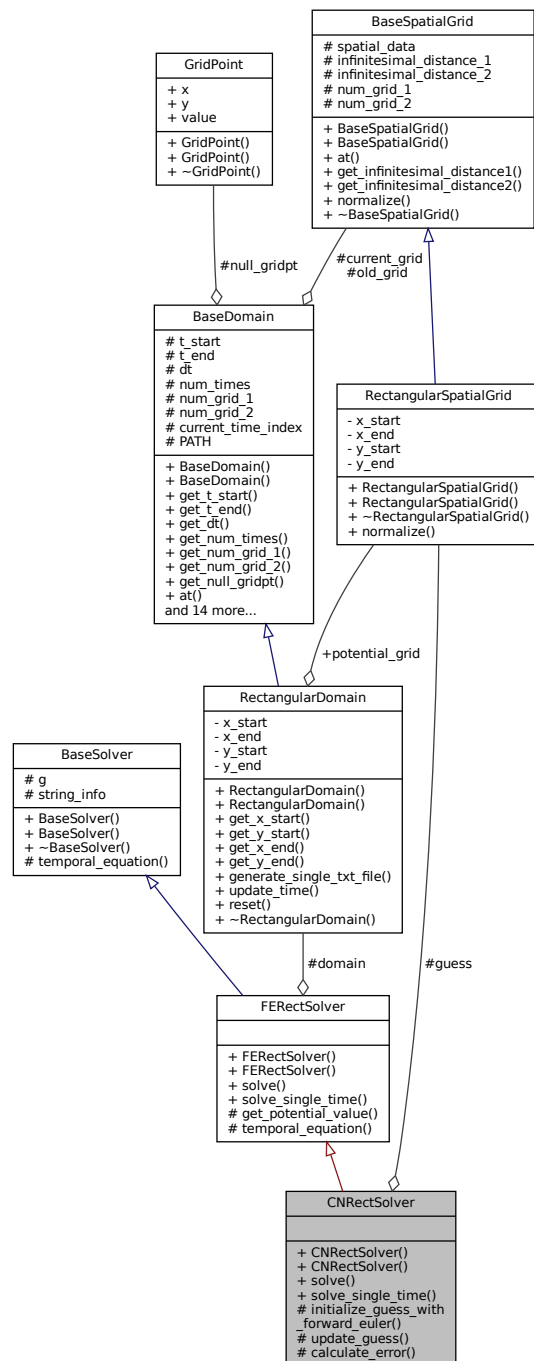 BaseSpatialGrid
# spatial_data
# infinitesimal_distance_1
# infinitesimal_distance_2
# num_grid_1
# num_grid_2
+ BaseSpatialGrid()
+ BaseSpatialGrid()
+ at()
+ get_infinitesimal_distance1()
+ get_infinitesimal_distance2()
+ normalize()
+ ~BaseSpatialGrid()
GridPoint
+ x
+ y
+ value
+ GridPoint()
+ GridPoint()
+ ~GridPoint()
#null_gridpt
#current_grid
#old_grid
BaseDomain
# t_start
# t_end
# dt
# num_times
# num_grid_1
# num_grid_2
# current_time_index
# PATH
+ BaseDomain()
+ BaseDomain()
+ get_t_start()
+ get_t_end()
+ get_dt()
+ get_num_times()
+ get_num_grid_1()
+ get_num_grid_2()
+ get_null_gridpt()
+ at()
and 14 more...
RectangularSpatialGrid
- x_start
- x_end
- y_start
- y_end
+ RectangularSpatialGrid()
+ RectangularSpatialGrid()
+ ~RectangularSpatialGrid()
+ normalize()
+potential_grid
RectangularDomain
- x_start
- x_end
- y_start
- y_end
+ RectangularDomain()
+ RectangularDomain()
+ get_x_start()
+ get_y_start()
+ get_x_end()
+ get_y_end()
+ generate_single_txt_file()
+ update_time()
+ reset()
+ ~RectangularDomain()
BaseSolver
# g
# string_info
+ BaseSolver()
+ BaseSolver()
+ ~BaseSolver()
# temporal_equation()
#domain
#guess
FERectSolver
+ FERectSolver()
+ FERectSolver()
+ solve()
+ solve_single_time()
# get_potential_value()
# temporal_equation()
CNRectSolver
+ CNRectSolver()
+ CNRectSolver()
+ solve()
+ solve_single_time()
# initialize_guess_with
_forward_euler()
# update_guess()
# calculate_error()